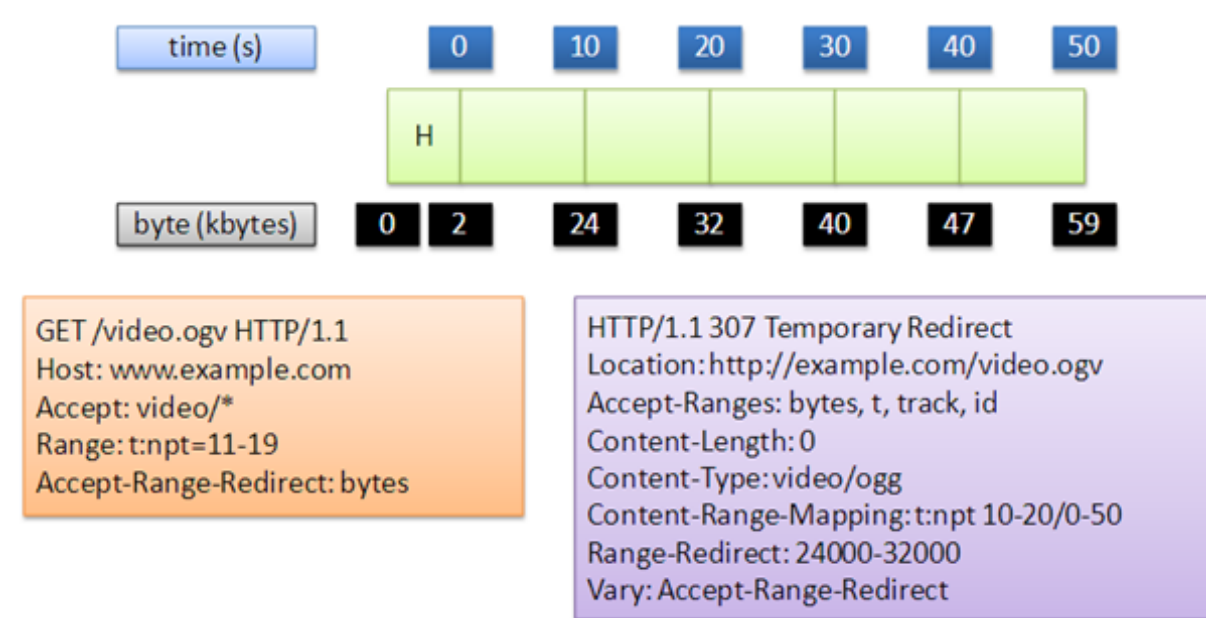 time (s) 0 10 20 30 40 50
H
byte (kbytes) 0 2 24 32 40 47 59
GET /video.ogv HTTP/1.1
Host: www.example.com
Accept: video/*
Range: t:npt=11-19
Accept-Range-Redirect: bytes
HTTP/1.1 307 Temporary Redirect
Location: http://example.com/video.ogv
Accept-Ranges: bytes, t, track, id
Content-Length: 0
Content-Type: video/ogg
Content-Range-Mapping: t:npt 10-20/0-50
Range-Redirect: 24000-32000
Vary: Accept-Range-Redirect